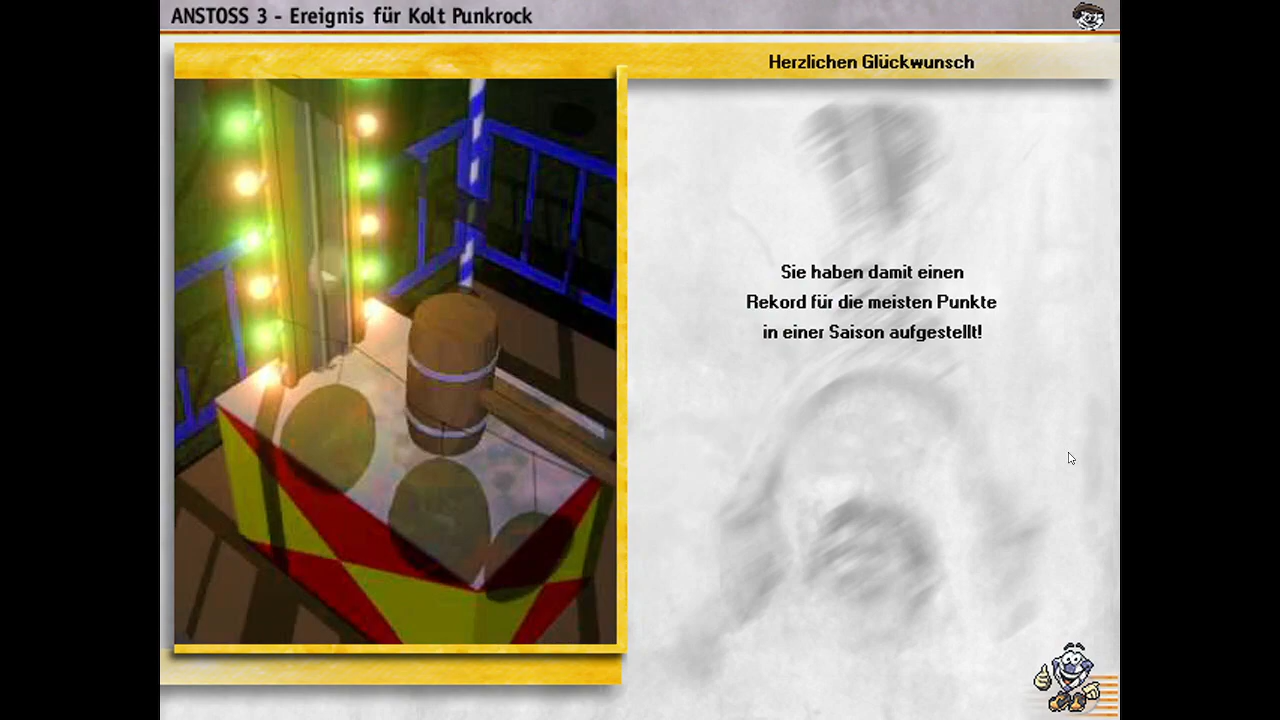 ANSTOSS 3 - Ereignis für Kolt Punkrock
Herzlichen Glückwunsch
Sie haben damit einen
Rekord für die meisten Punkte
in einer Saison aufgestellt!